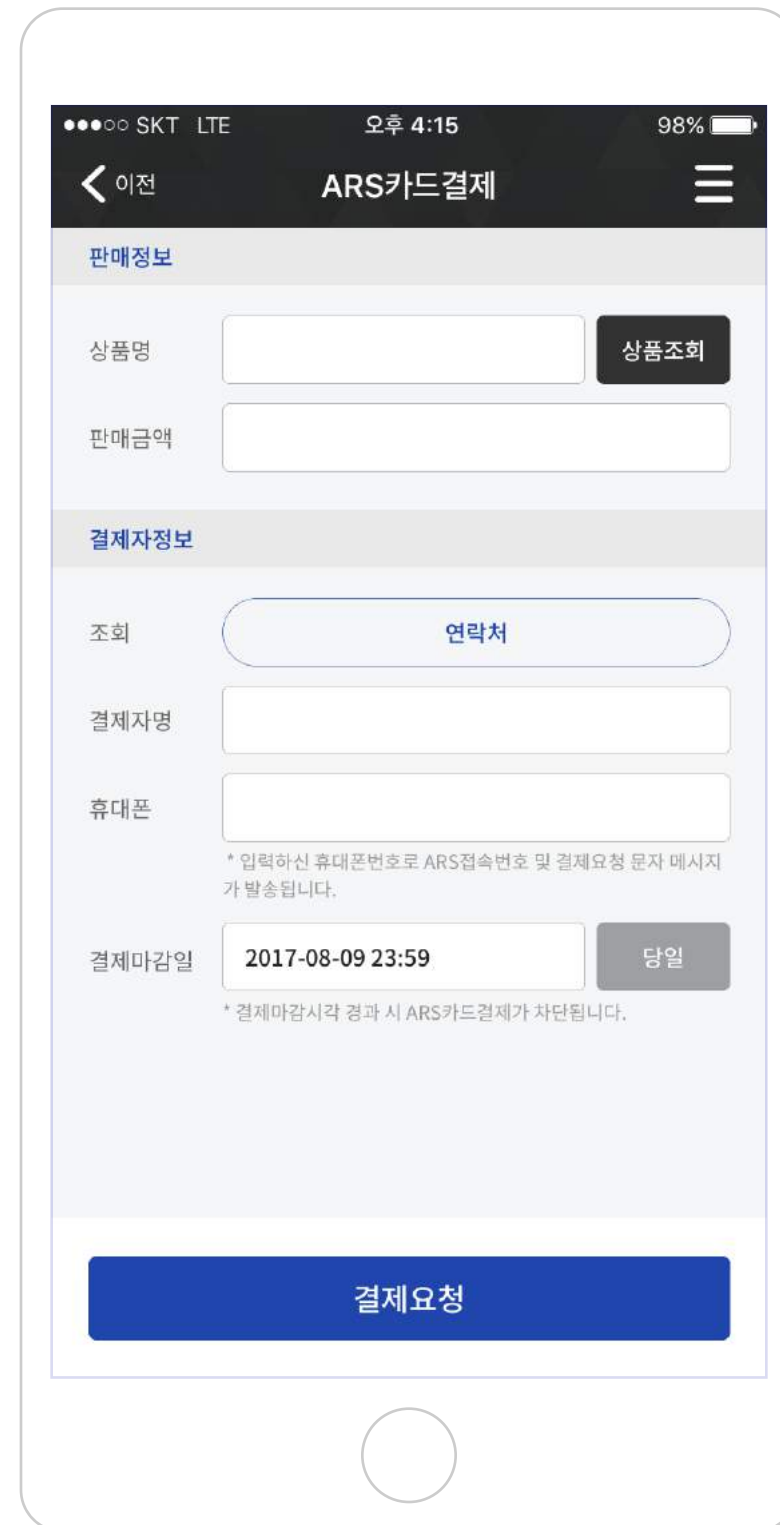 SKT LTE 오후 4:15 98%
이전 ARS카드결제
판매정보
상품명 상품조회
판매금액
결제자정보
조회 연락처
결제자명
휴대폰
* 입력하신 휴대폰번호로 ARS접속번호 및 결제요청 문자 메시지
가 발송됩니다.
결제마감일 2017-08-09 23:59 당일
* 결제마감시각 경과 시 ARS카드결제가 차단됩니다.
결제요청